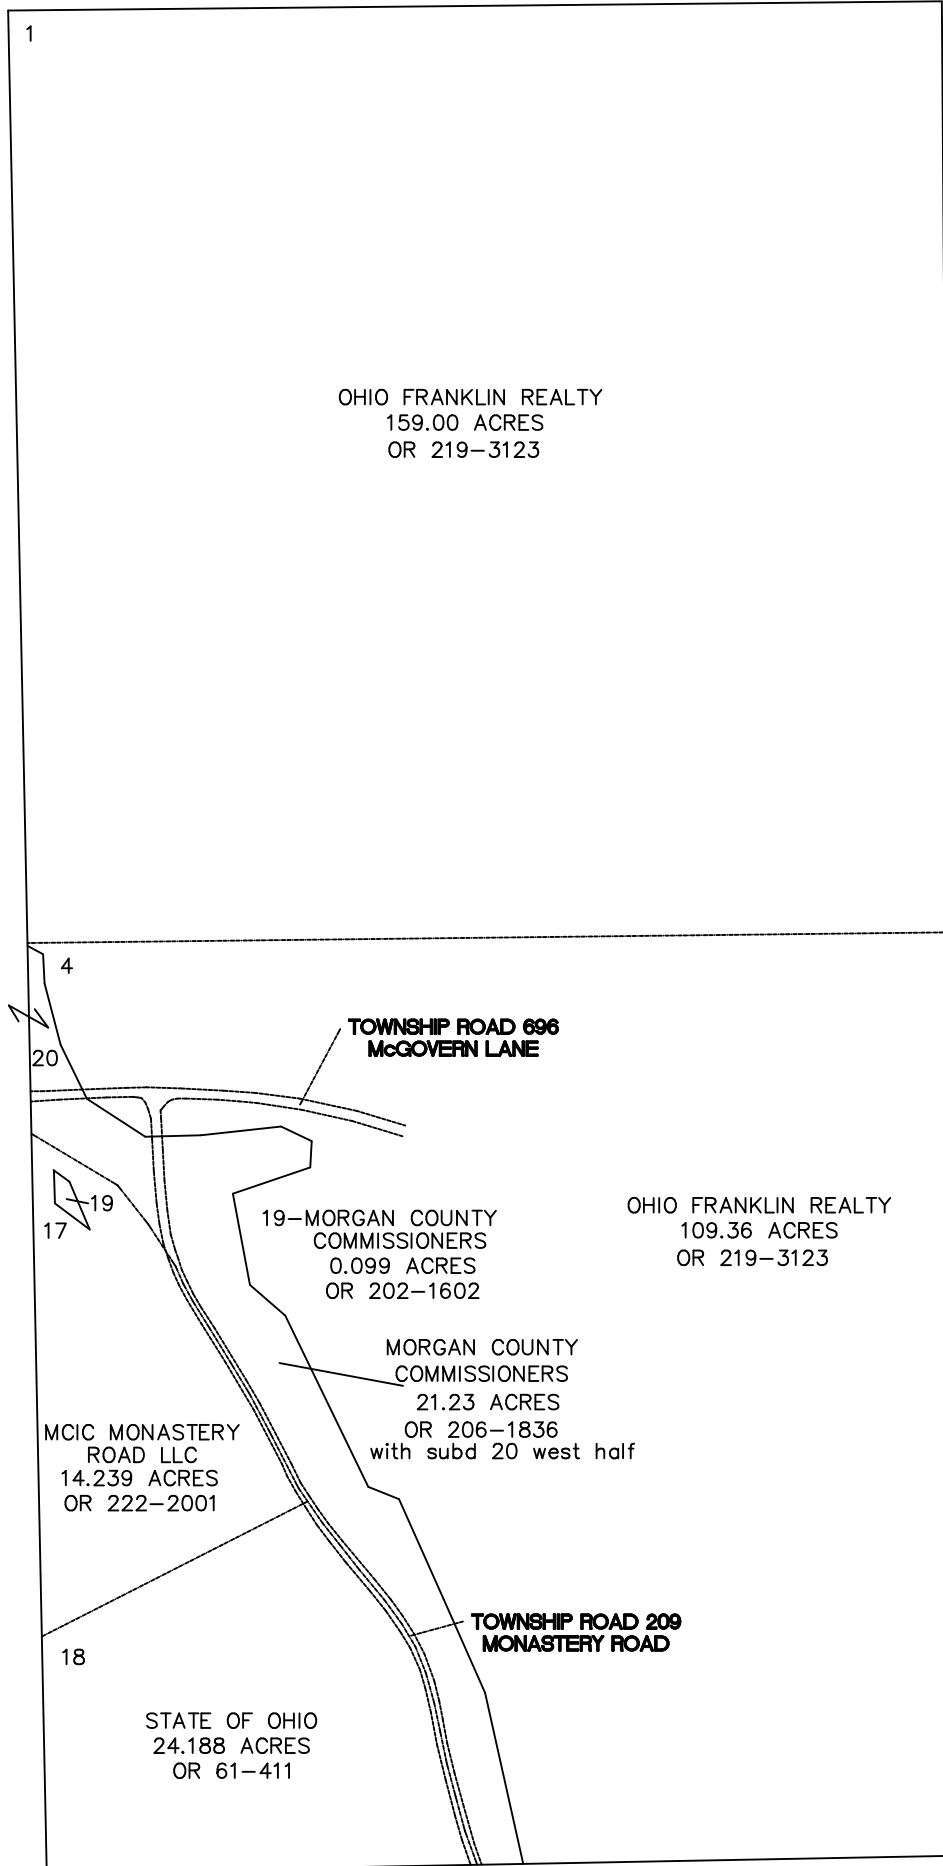 1
OHIO FRANKLIN REALTY
159.00 ACRES
OR 219-3123
4
TOWNSHIP ROAD 696
McGOVERN LANE
20
19
17
19-MORGAN COUNTY
COMMISSIONERS
0.099 ACRES
OR 202-1602
OHIO FRANKLIN REALTY
109.36 ACRES
OR 219-3123
MORGAN COUNTY
COMMISSIONERS
21.23 ACRES
OR 206-1836
with subd 20 west half
MCIC MONASTERY
ROAD LLC
14.239 ACRES
OR 222-2001
TOWNSHIP ROAD 209
MONASTERY ROAD
18
STATE OF OHIO
24.188 ACRES
OR 61-411